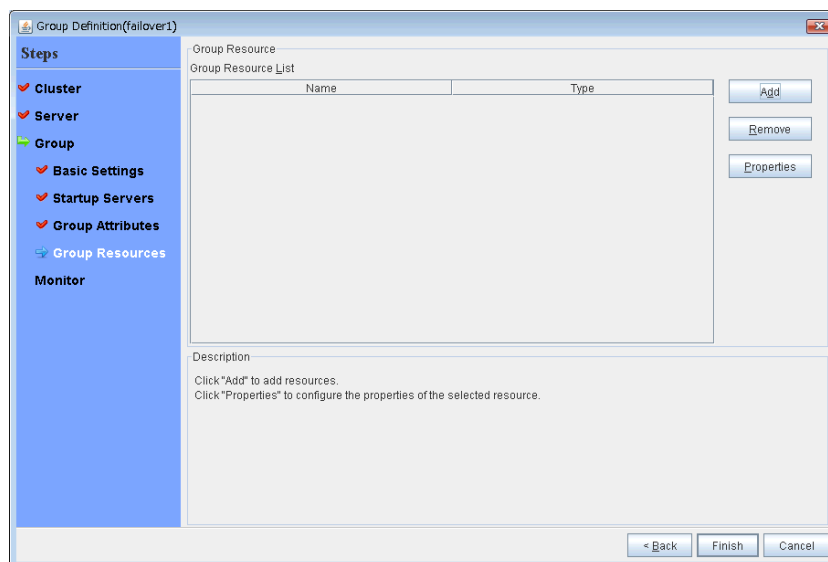 Group Definition(failover1)
Steps
Cluster
Server
Group
Basic Settings
Startup Servers
Group Attributes
Group Resources
Monitor
Group Resource
Group Resource List
Name Type
Add
Remove
Properties
Description
Click "Add" to add resources.
Click "Properties" to configure the properties of the selected resource.
< Back Finish Cancel